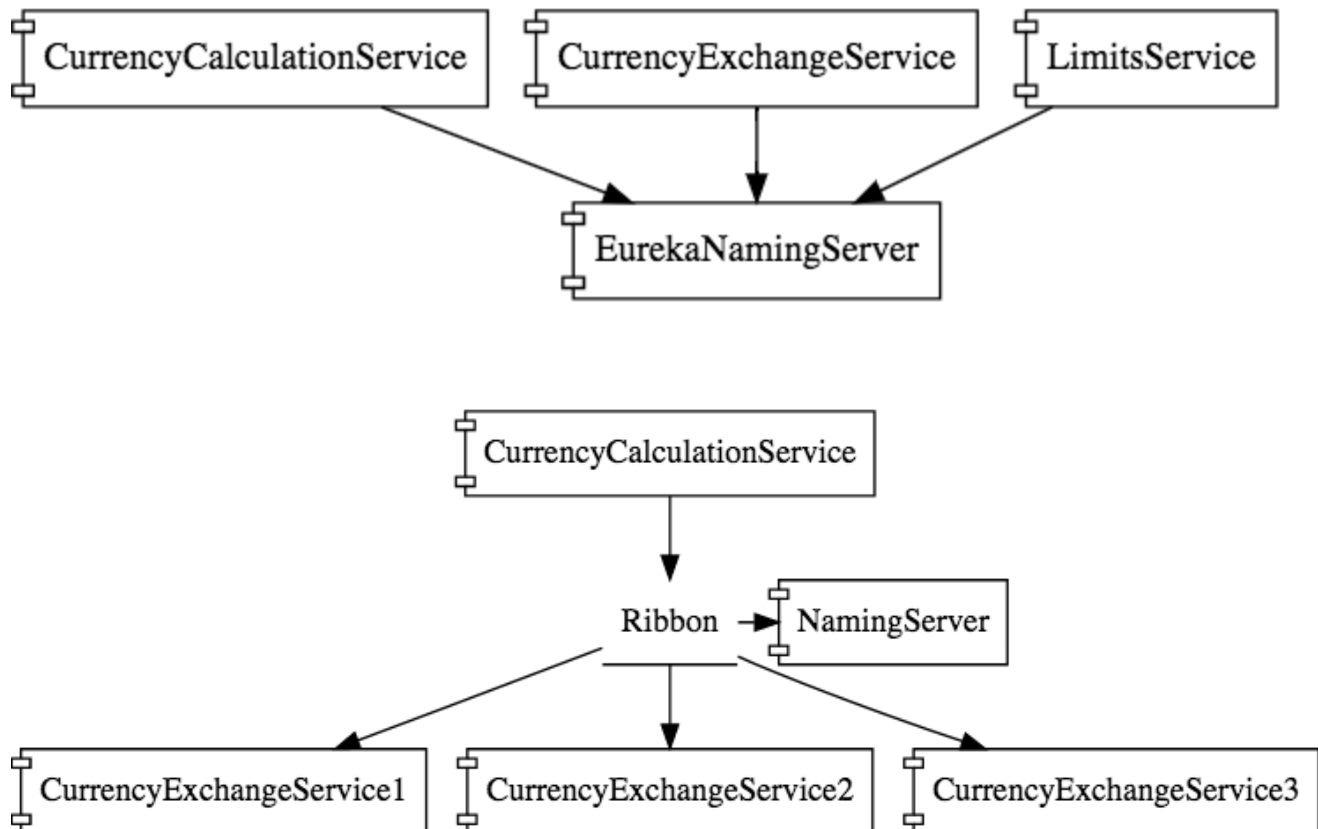 CurrencyCalculationService
CurrencyExchangeService
LimitsService
EurekaNamingServer
CurrencyCalculationService
Ribbon
NamingServer
CurrencyExchangeService1
CurrencyExchangeService2
CurrencyExchangeService3